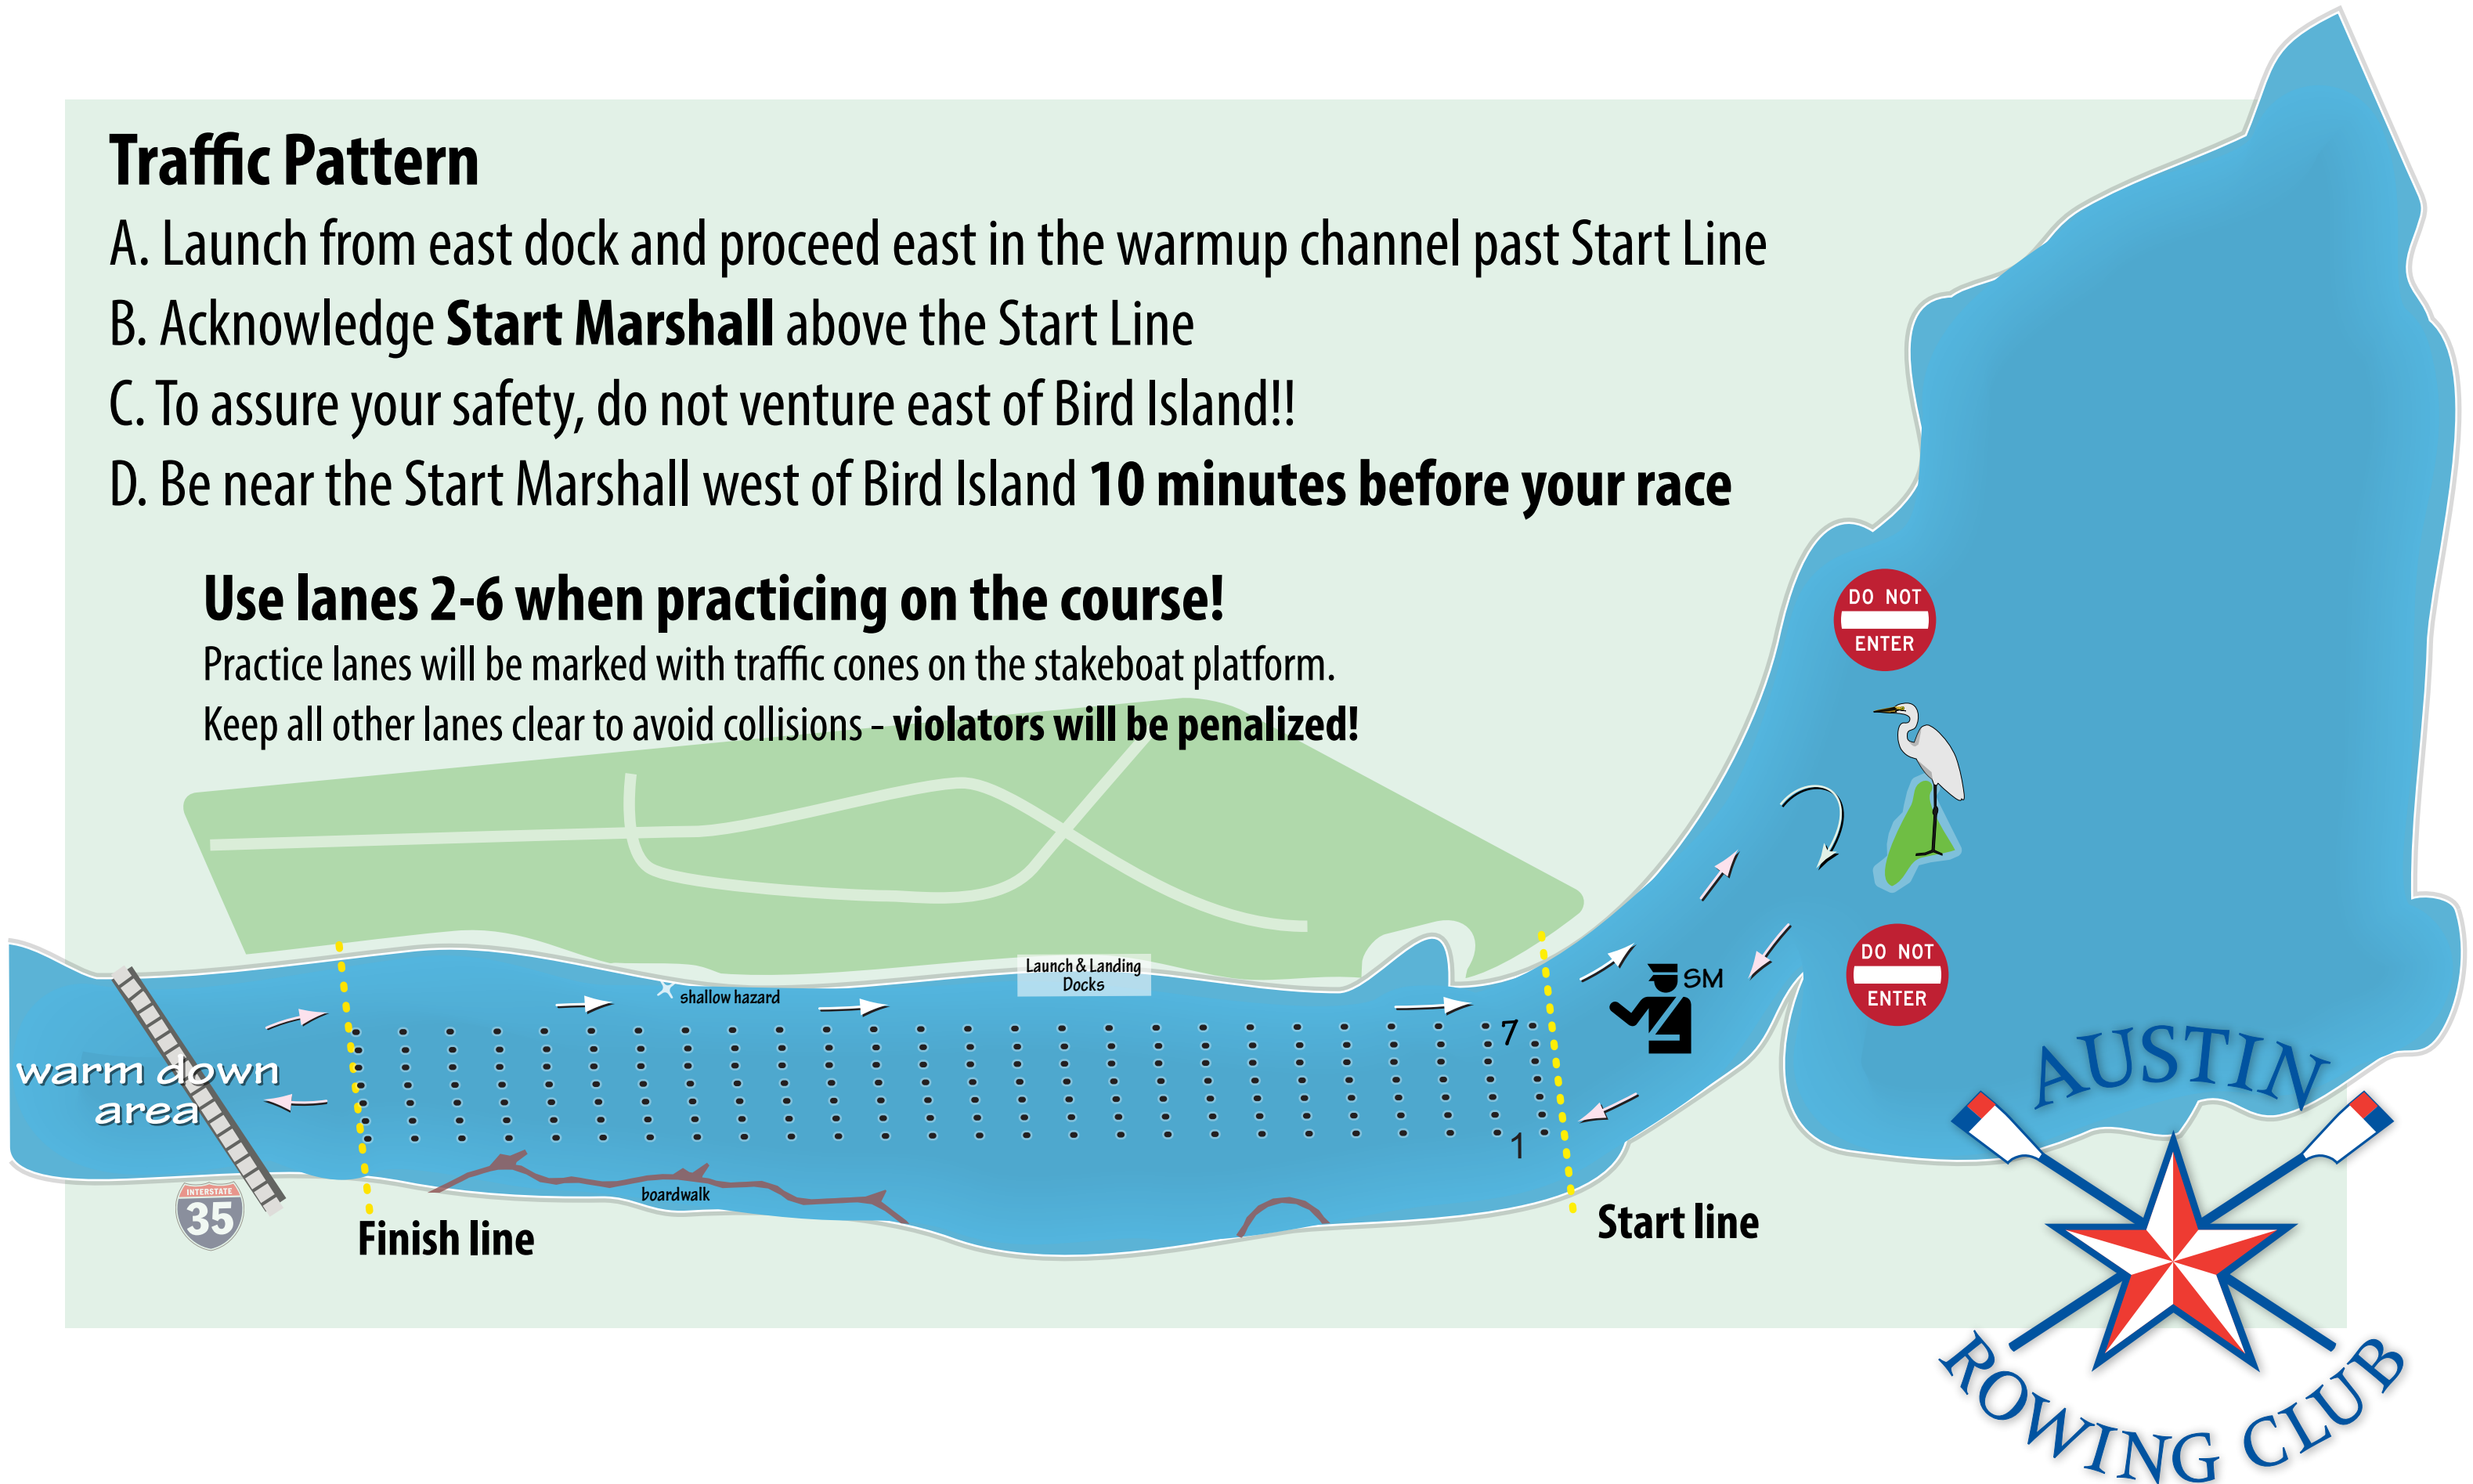 Traffic Pattern
A. Launch from east dock and proceed east in the warmup channel past Start Line
B. Acknowledge Start Marshall above the Start Line
C. To assure your safety, do not venture east of Bird Island!!
D. Be near the Start Marshall west of Bird Island 10 minutes before your race
Use lanes 2-6 when practicing on the course!
Practice lanes will be marked with traffic cones on the stakeboat platform.
Keep all other lanes clear to avoid collisions - violators will be penalized!
DO NOT
ENTER
DO NOT
ENTER
Launch & Landing
Docks
shallow hazard
SM
7
1
warm down
area
boardwalk
INTERSTATE
35
Finish line
Start line
AUSTIN
ROWING CLUB